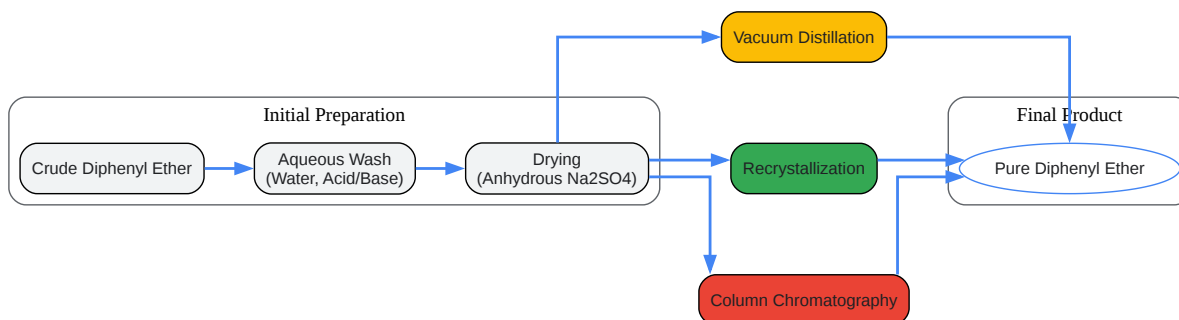 Vacuum Distillation
Initial Preparation
Final Product
Crude Diphenyl Ether
Aqueous Wash
(Water, Acid/Base)
Drying
(Anhydrous Na2SO4)
Recrystallization
Pure Diphenyl Ether
Column Chromatography